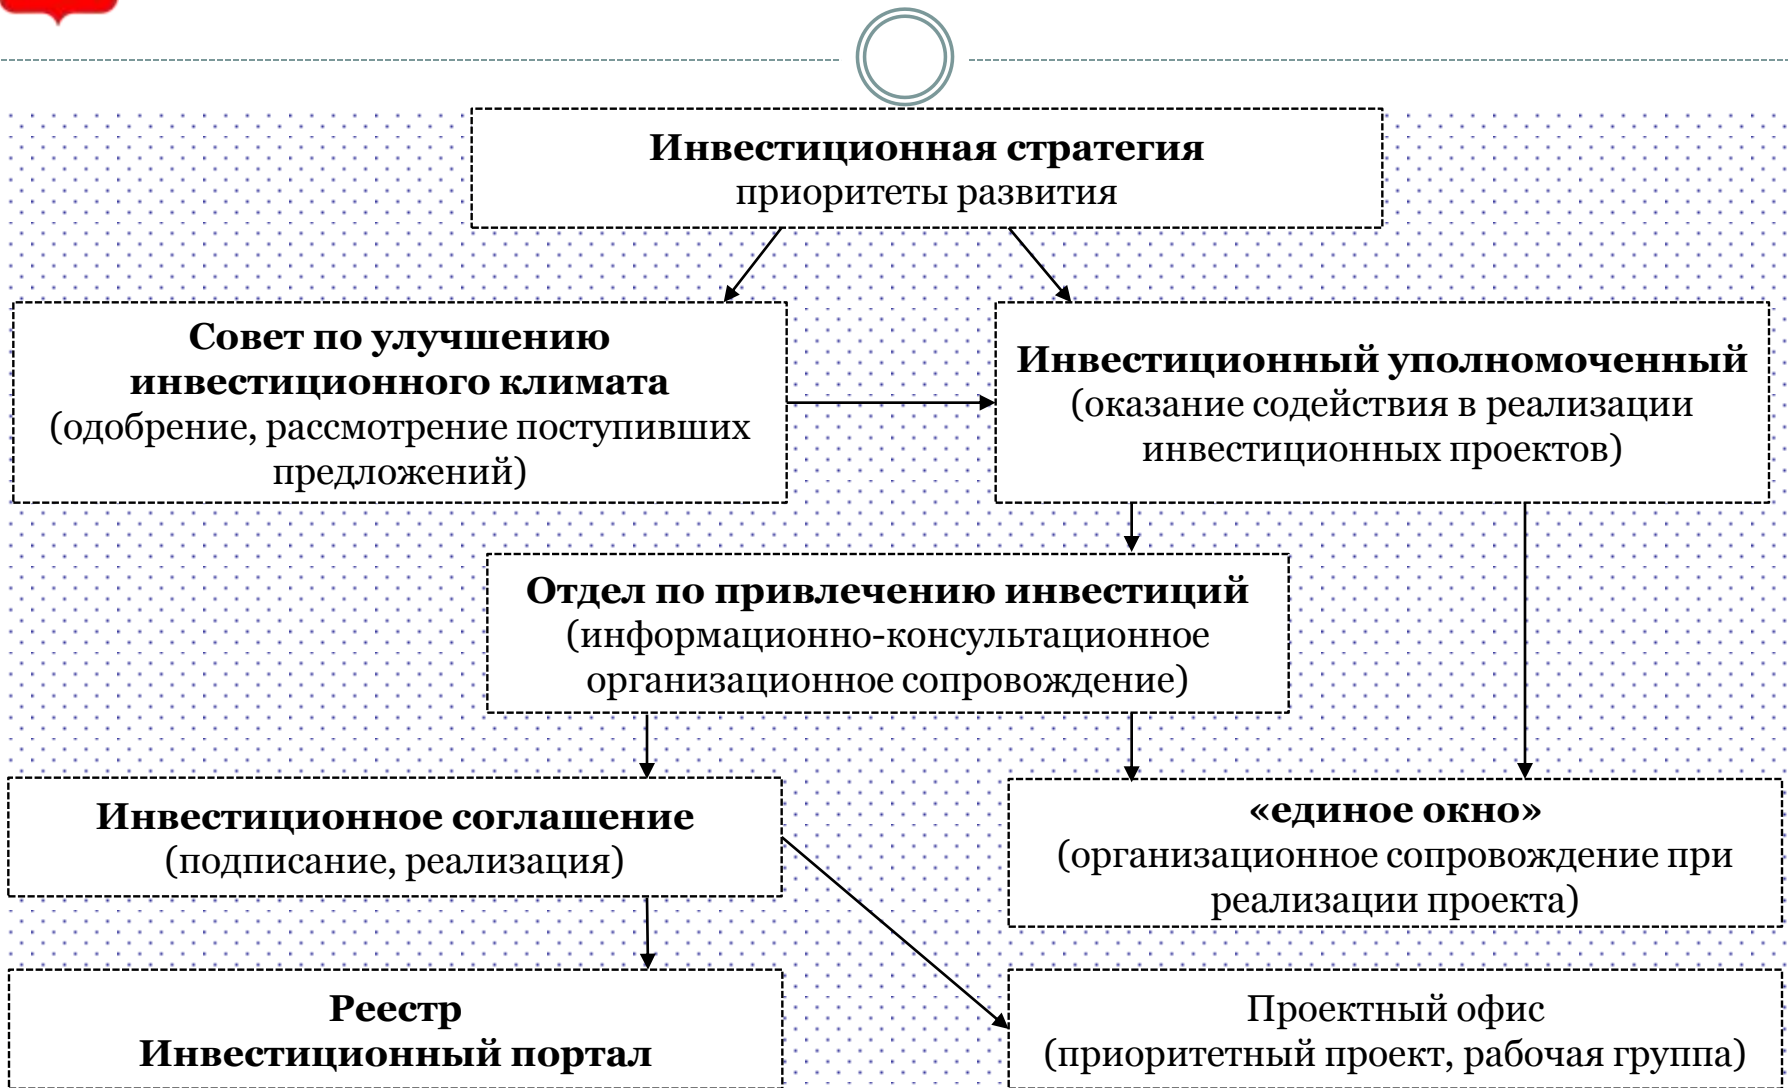 Инвестиционная стратегия
приоритеты развития
Совет по улучшению
инвестиционного климата
(одобрение, рассмотрение поступивших
предложений)
Инвестиционный уполномоченный
(оказание содействия в реализации
инвестиционных проектов)
Отдел по привлечению инвестиций
(информационно-консультационное
организационное сопровождение)
Инвестиционное соглашение
(подписание, реализация)
«единое окно»
(организационное сопровождение при
реализации проекта)
Реестр
Инвестиционный портал
Проектный офис
(приоритетный проект, рабочая группа)